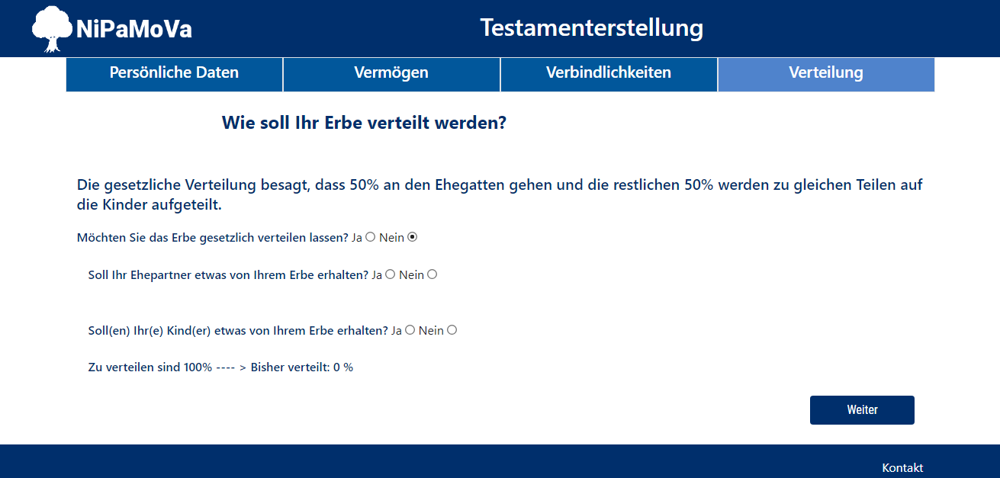 NiPaMoVa
Testamenterstellung
Persönliche Daten
Vermögen
Verbindlichkeiten
Verteilung
Wie soll Ihr Erbe verteilt werden?
Die gesetzliche Verteilung besagt, dass 50% an den Ehegatten gehen und die restlichen 50% werden zu gleichen Teilen auf
die Kinder aufgeteilt.
Möchten Sie das Erbe gesetzlich verteilen lassen? Ja Nein
Soll Ihr Ehepartner etwas von Ihrem Erbe erhalten? Ja Nein
Soll(en) Ihr(e) Kind(er) etwas von Ihrem Erbe erhalten? Ja Nein
Zu verteilen sind 100% ---- > Bisher verteilt: 0 %
Weiter
Kontakt